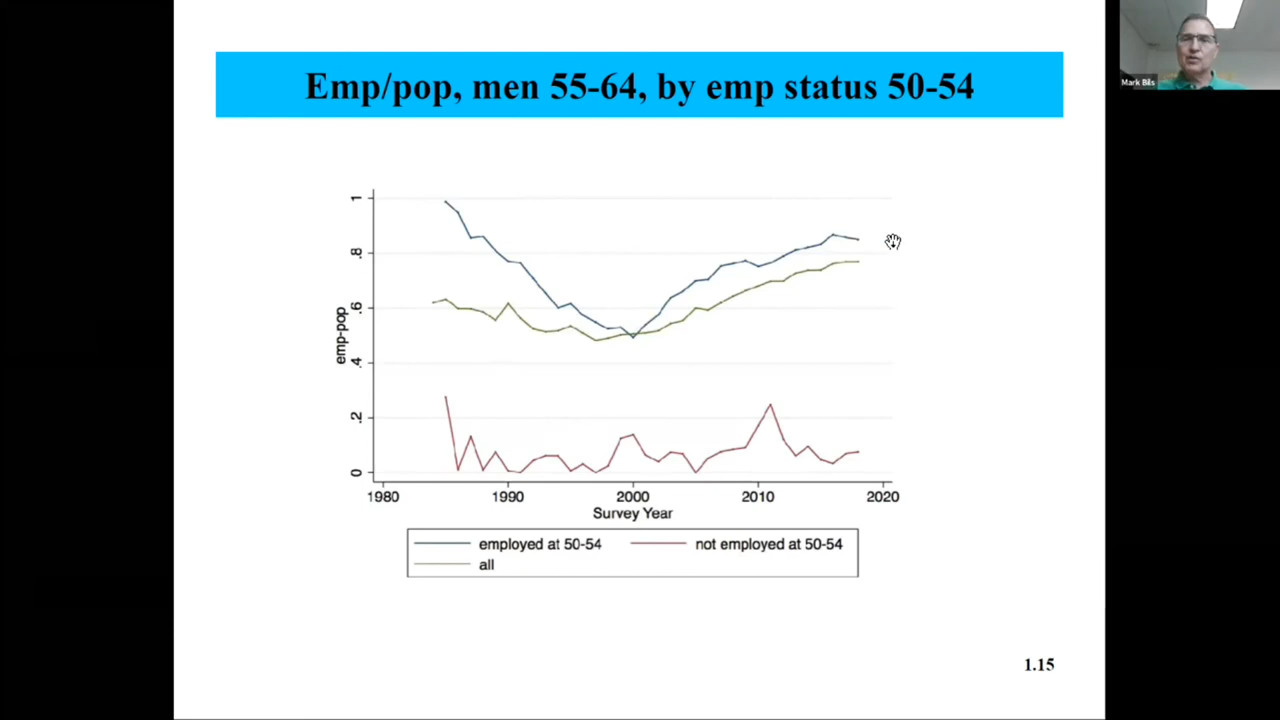 Emp/pop, men 55-64, by emp status 50-54
Mark Bils
1
.8
.6
.4
.2
0
emp-pop
1980 1990 2000 2010 2020
Survey Year
employed at 50-54 not employed at 50-54
all
1.15